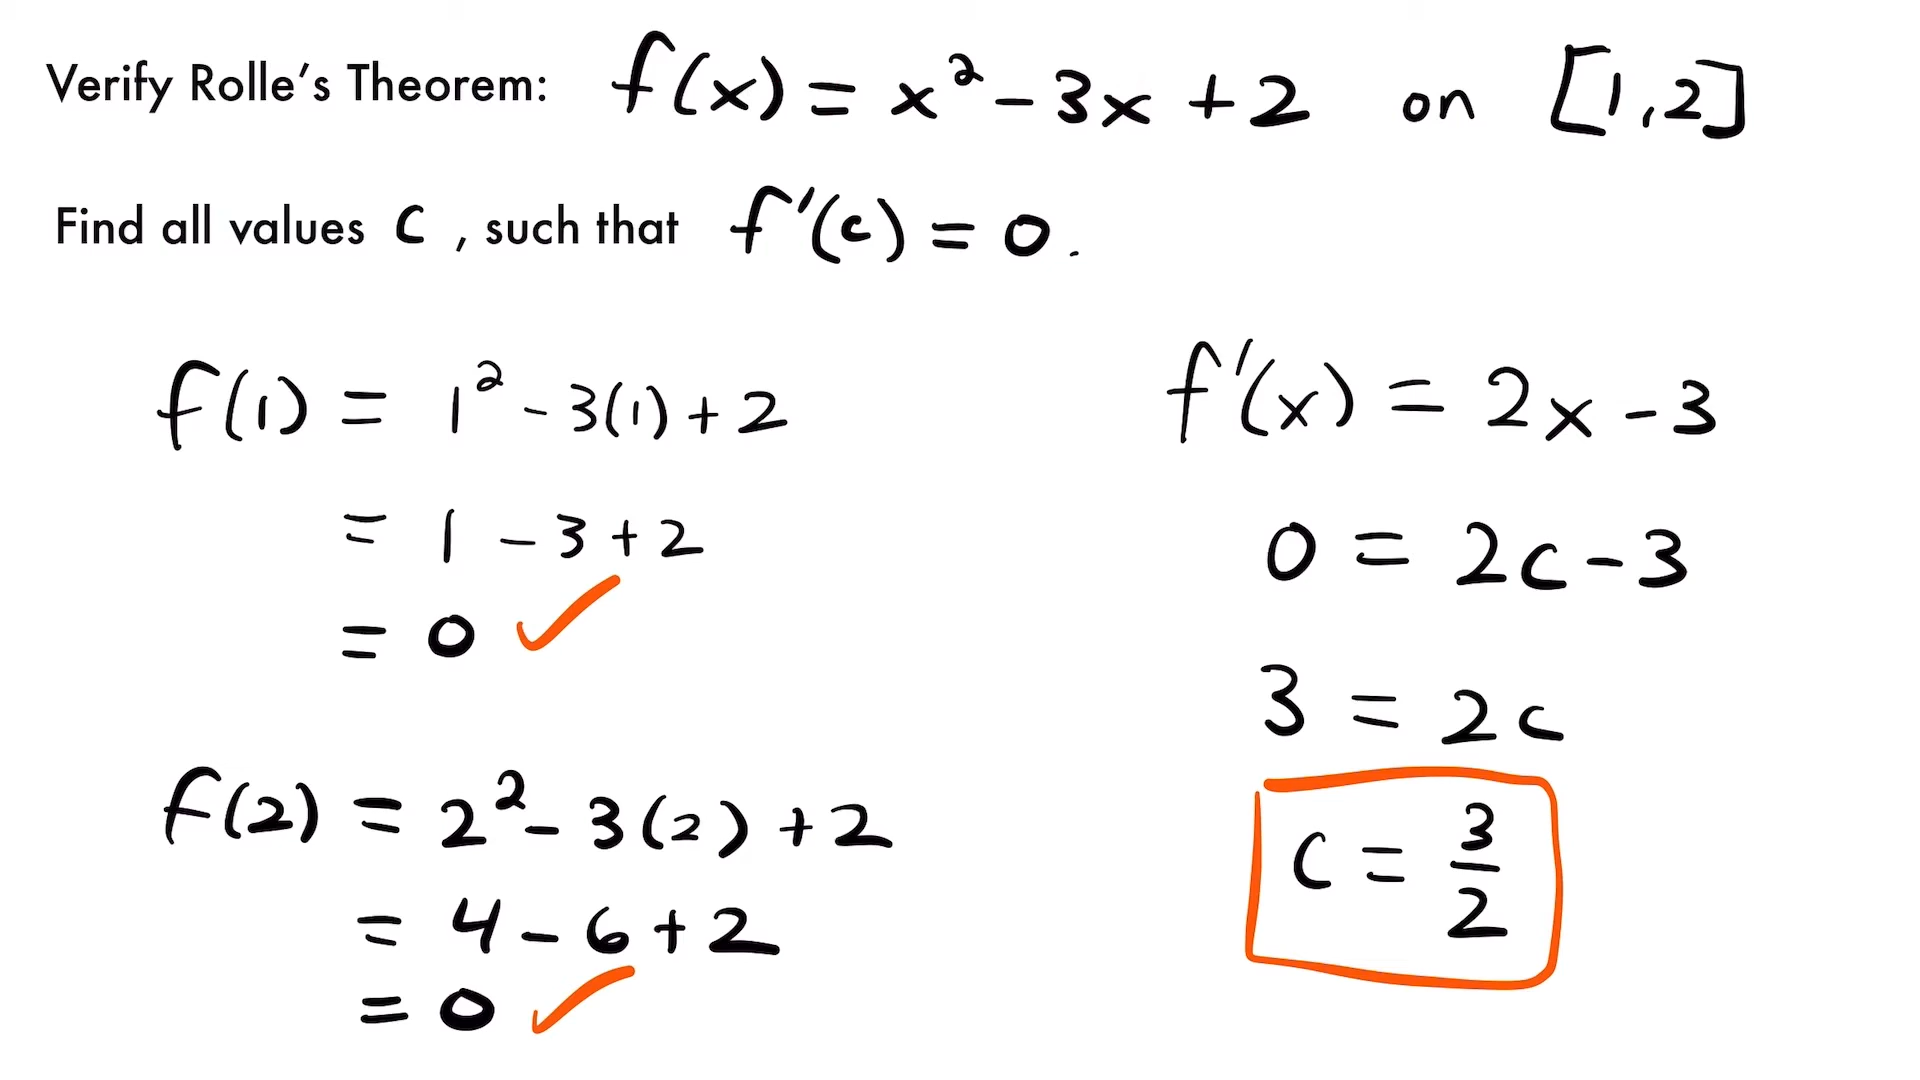 Verify Rolle's Theorem: f(x) = x² - 3x + 2 on [1,2]
Find all values c, such that f'(c) = 0.
f(1) = 1² - 3(1) + 2
= 1 - 3 + 2
= 0 ✓
f(2) = 2² - 3(2) + 2
= 4 - 6 + 2
= 0 ✓
f'(x) = 2x - 3
0 = 2c - 3
3 = 2c
c = 3/2